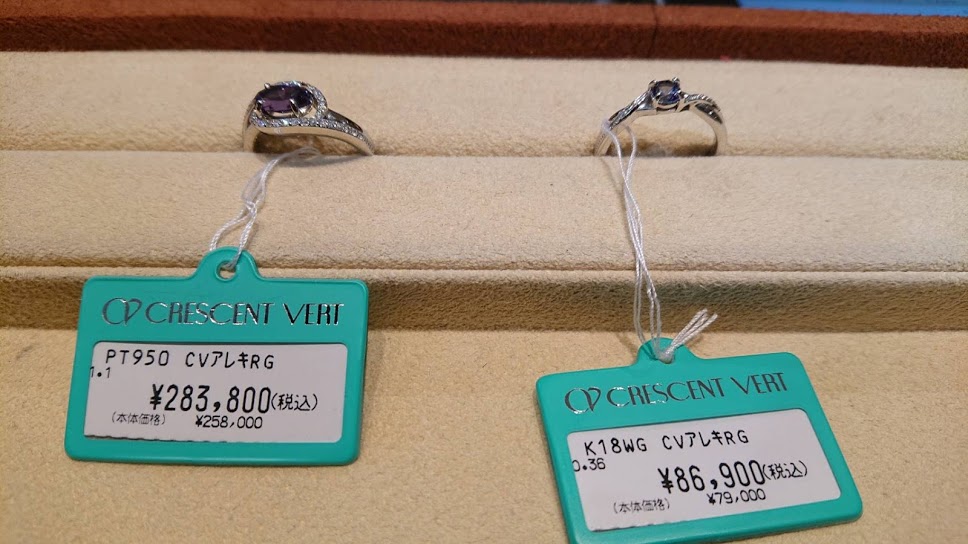 CV CRESCENT VERT
PT950 CVアレキRG
1.1
¥283,800(税込)
(本体価格) ¥258,000
CV CRESCENT VERT
K18WG CVアレキRG
0.36
¥86,900(税込)
(本体価格) ¥79,000